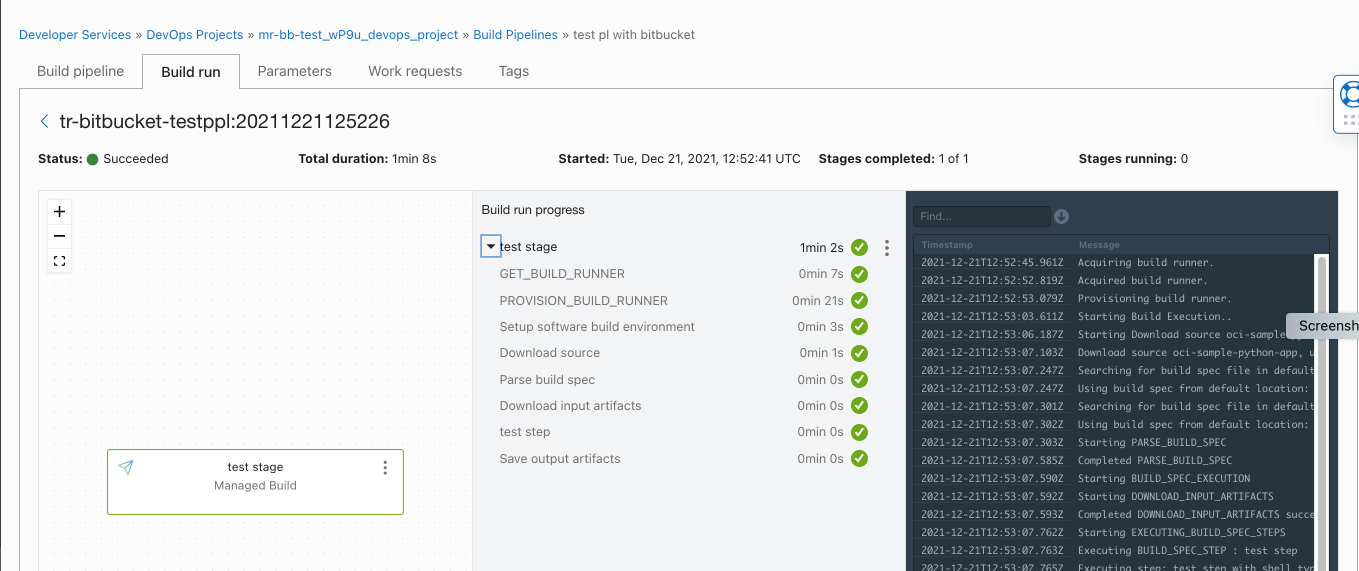 Developer Services » DevOps Projects » mr-bb-test_wP9u_devops_project » Build Pipelines » test pl with bitbucket
Build pipeline Build run Parameters Work requests Tags
tr-bitbucket-testppl:20211221125226
Status: Succeeded Total duration: 1min 8s Started: Tue, Dec 21, 2021, 12:52:41 UTC Stages completed: 1 of 1 Stages running: 0
+
−
test stage
Managed Build
Build run progress
test stage 1min 2s
GET_BUILD_RUNNER 0min 7s
PROVISION_BUILD_RUNNER 0min 21s
Setup software build environment 0min 3s
Download source 0min 1s
Parse build spec 0min 0s
Download input artifacts 0min 0s
test step 0min 0s
Save output artifacts 0min 0s
Find...
Timestamp Message
2021-12-21T12:52:45.961Z Acquiring build runner.
2021-12-21T12:52:52.819Z Acquired build runner.
2021-12-21T12:52:53.079Z Provisioning build runner.
2021-12-21T12:53:03.611Z Starting Build Execution..
2021-12-21T12:53:06.187Z Starting Download source oci-sample
2021-12-21T12:53:07.103Z Download source oci-sample-python-app, u
2021-12-21T12:53:07.247Z Searching for build spec file in default
2021-12-21T12:53:07.247Z Using build spec from default location:
2021-12-21T12:53:07.301Z Searching for build spec file in default
2021-12-21T12:53:07.302Z Using build spec from default location:
2021-12-21T12:53:07.303Z Starting PARSE_BUILD_SPEC
2021-12-21T12:53:07.585Z Completed PARSE_BUILD_SPEC
2021-12-21T12:53:07.590Z Starting BUILD_SPEC_EXECUTION
2021-12-21T12:53:07.592Z Starting DOWNLOAD_INPUT_ARTIFACTS
2021-12-21T12:53:07.593Z Completed DOWNLOAD_INPUT_ARTIFACTS succe
2021-12-21T12:53:07.762Z Starting EXECUTING_BUILD_SPEC_STEPS
2021-12-21T12:53:07.763Z Executing BUILD_SPEC_STEP : test step
2021-12-21T12:53:07.765Z Executing step: test step with shell typ
Screensh